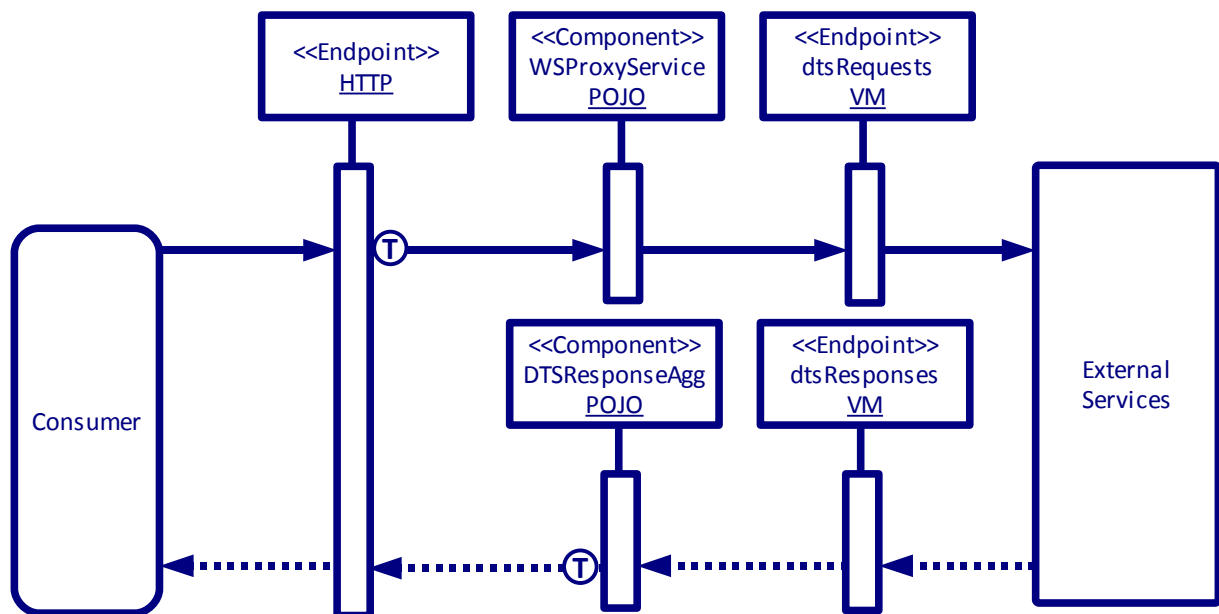 <<Endpoint>>
HTTP
<<Component>>
WSProxyService
POJO
<<Endpoint>>
dtsRequests
VM
T
<<Component>>
DTSResponseAgg
POJO
<<Endpoint>>
dtsResponses
VM
Consumer
External
Services
T